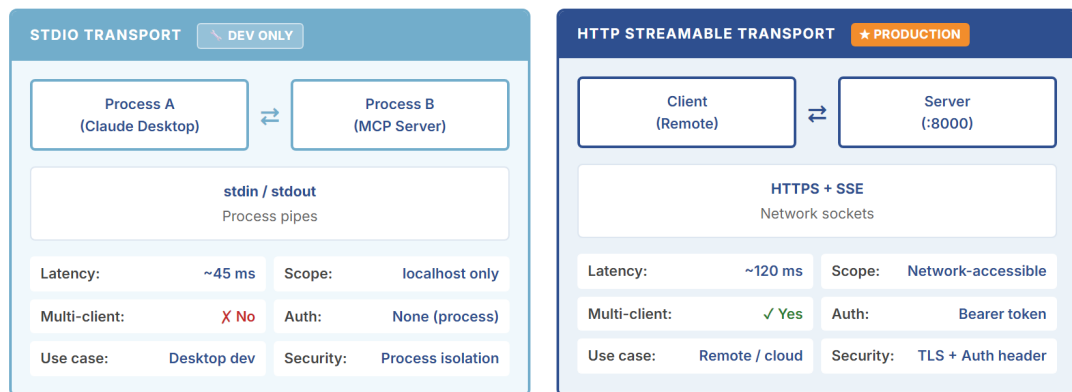 STDIO TRANSPORT DEV ONLY
Process A
(Claude Desktop)
⇄
Process B
(MCP Server)
stdin / stdout
Process pipes
Latency: ~45 ms
Scope: localhost only
Multi-client: ✗ No
Auth: None (process)
Use case: Desktop dev
Security: Process isolation
HTTP STREAMABLE TRANSPORT ★ PRODUCTION
Client
(Remote)
⇄
Server
(:8000)
HTTPS + SSE
Network sockets
Latency: ~120 ms
Scope: Network-accessible
Multi-client: ✓ Yes
Auth: Bearer token
Use case: Remote / cloud
Security: TLS + Auth header